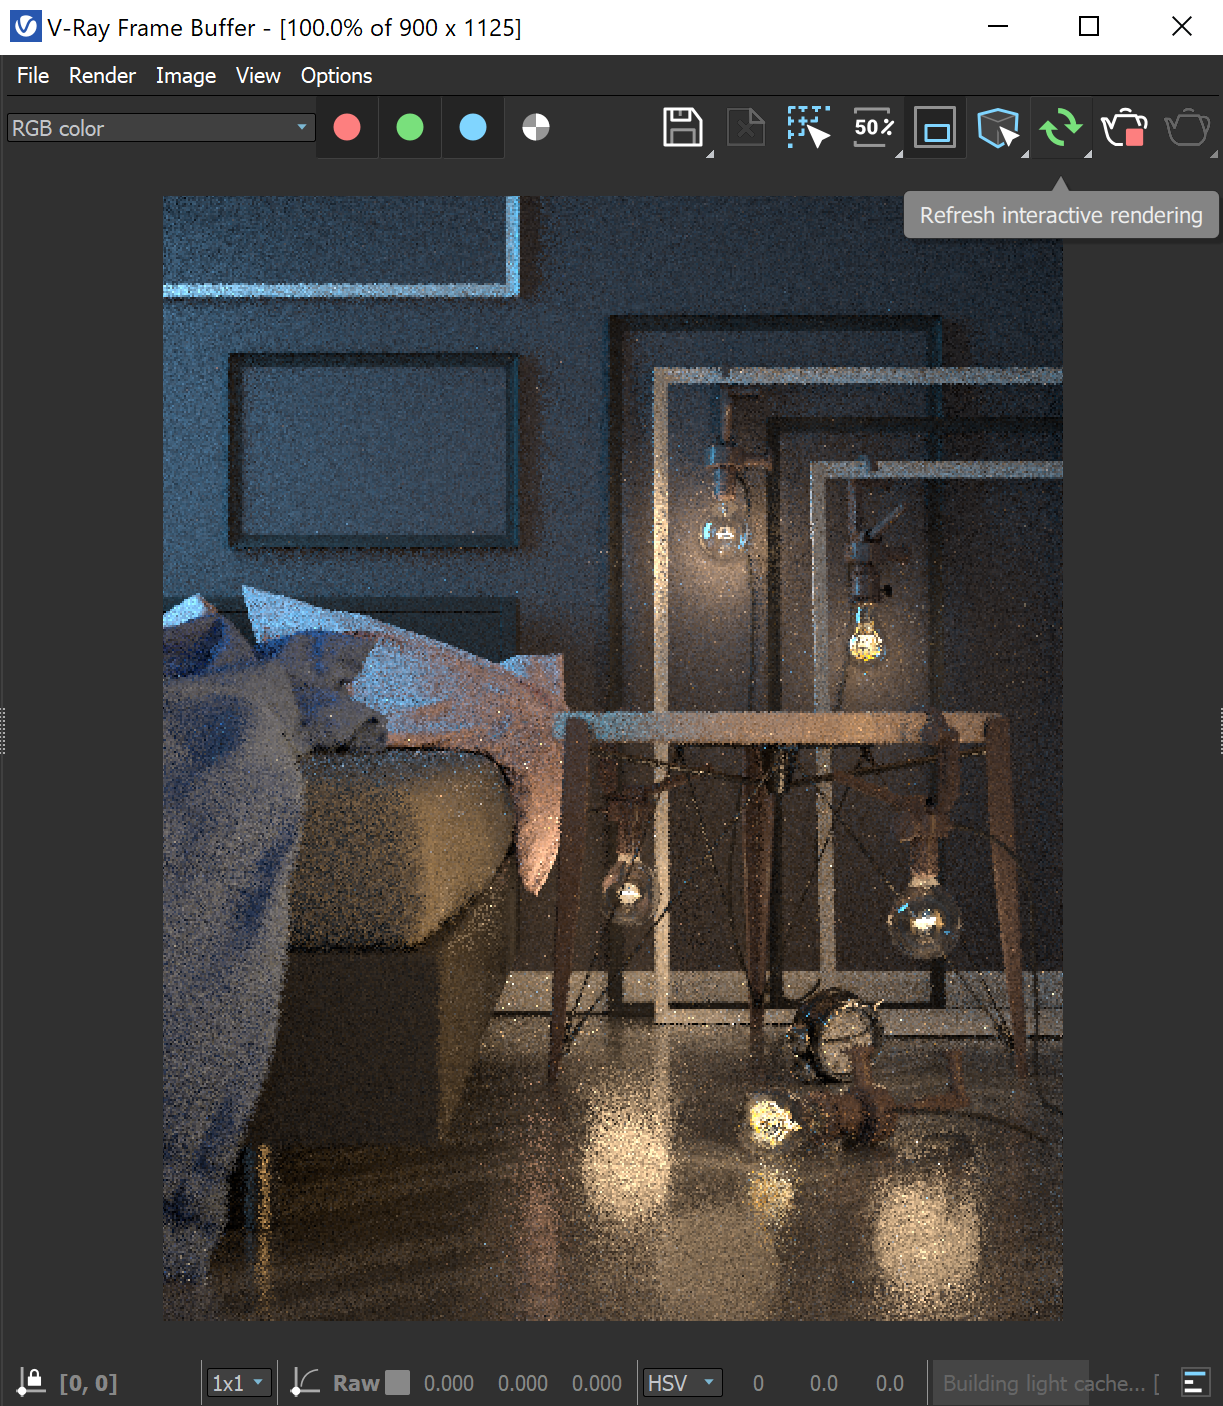 V-Ray Frame Buffer - [100.0% of 900 x 1125]
File Render Image View Options
RGB color
50%
Refresh interactive rendering
[0, 0] 1x1 Raw 0.000 0.000 0.000 HSV 0 0.0 0.0 Building light cache... [